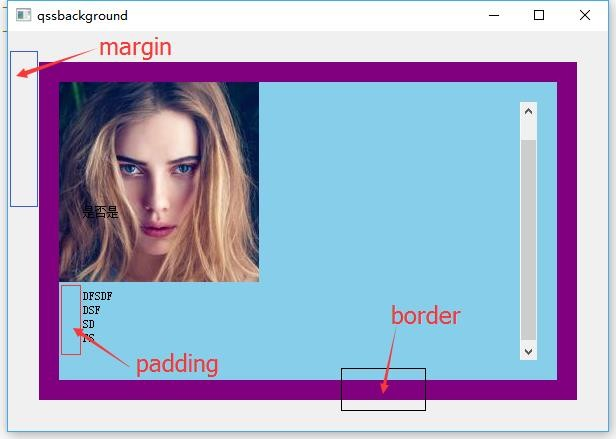 qssbackground
margin
是否是
DFSDF
DSF
SD
FS
border
padding